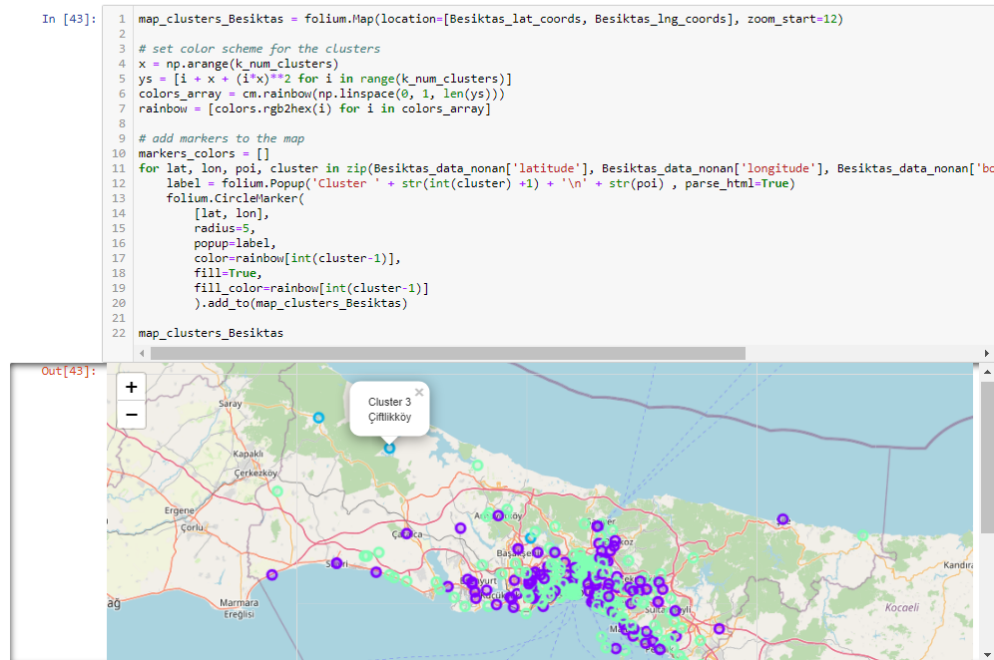 In [43]:
1 map_clusters_Besiktas = folium.Map(location=[Besiktas_lat_coords, Besiktas_lng_coords], zoom_start=12)
2
3 # set color scheme for the clusters
4 x = np.arange(k_num_clusters)
5 ys = [i + x + (i*x)**2 for i in range(k_num_clusters)]
6 colors_array = cm.rainbow(np.linspace(0, 1, len(ys)))
7 rainbow = [colors.rgb2hex(i) for i in colors_array]
8
9 # add markers to the map
10 markers_colors = []
11 for lat, lon, poi, cluster in zip(Besiktas_data_nonan['latitude'], Besiktas_data_nonan['longitude'], Besiktas_data_nonan['bo
12     label = folium.Popup('Cluster ' + str(int(cluster) +1) + '\n' + str(poi) , parse_html=True)
13     folium.CircleMarker(
14         [lat, lon],
15         radius=5,
16         popup=label,
17         color=rainbow[int(cluster-1)],
18         fill=True,
19         fill_color=rainbow[int(cluster-1)]
20         ).add_to(map_clusters_Besiktas)
21
22 map_clusters_Besiktas
Out[43]:
+
−
Cluster 3
Çiftlikköy
Saray
Kapaklı
Çerkezköy
Ergene
Çorlu
Marmara
Ereğlisi
Kandıra
Kocaeli